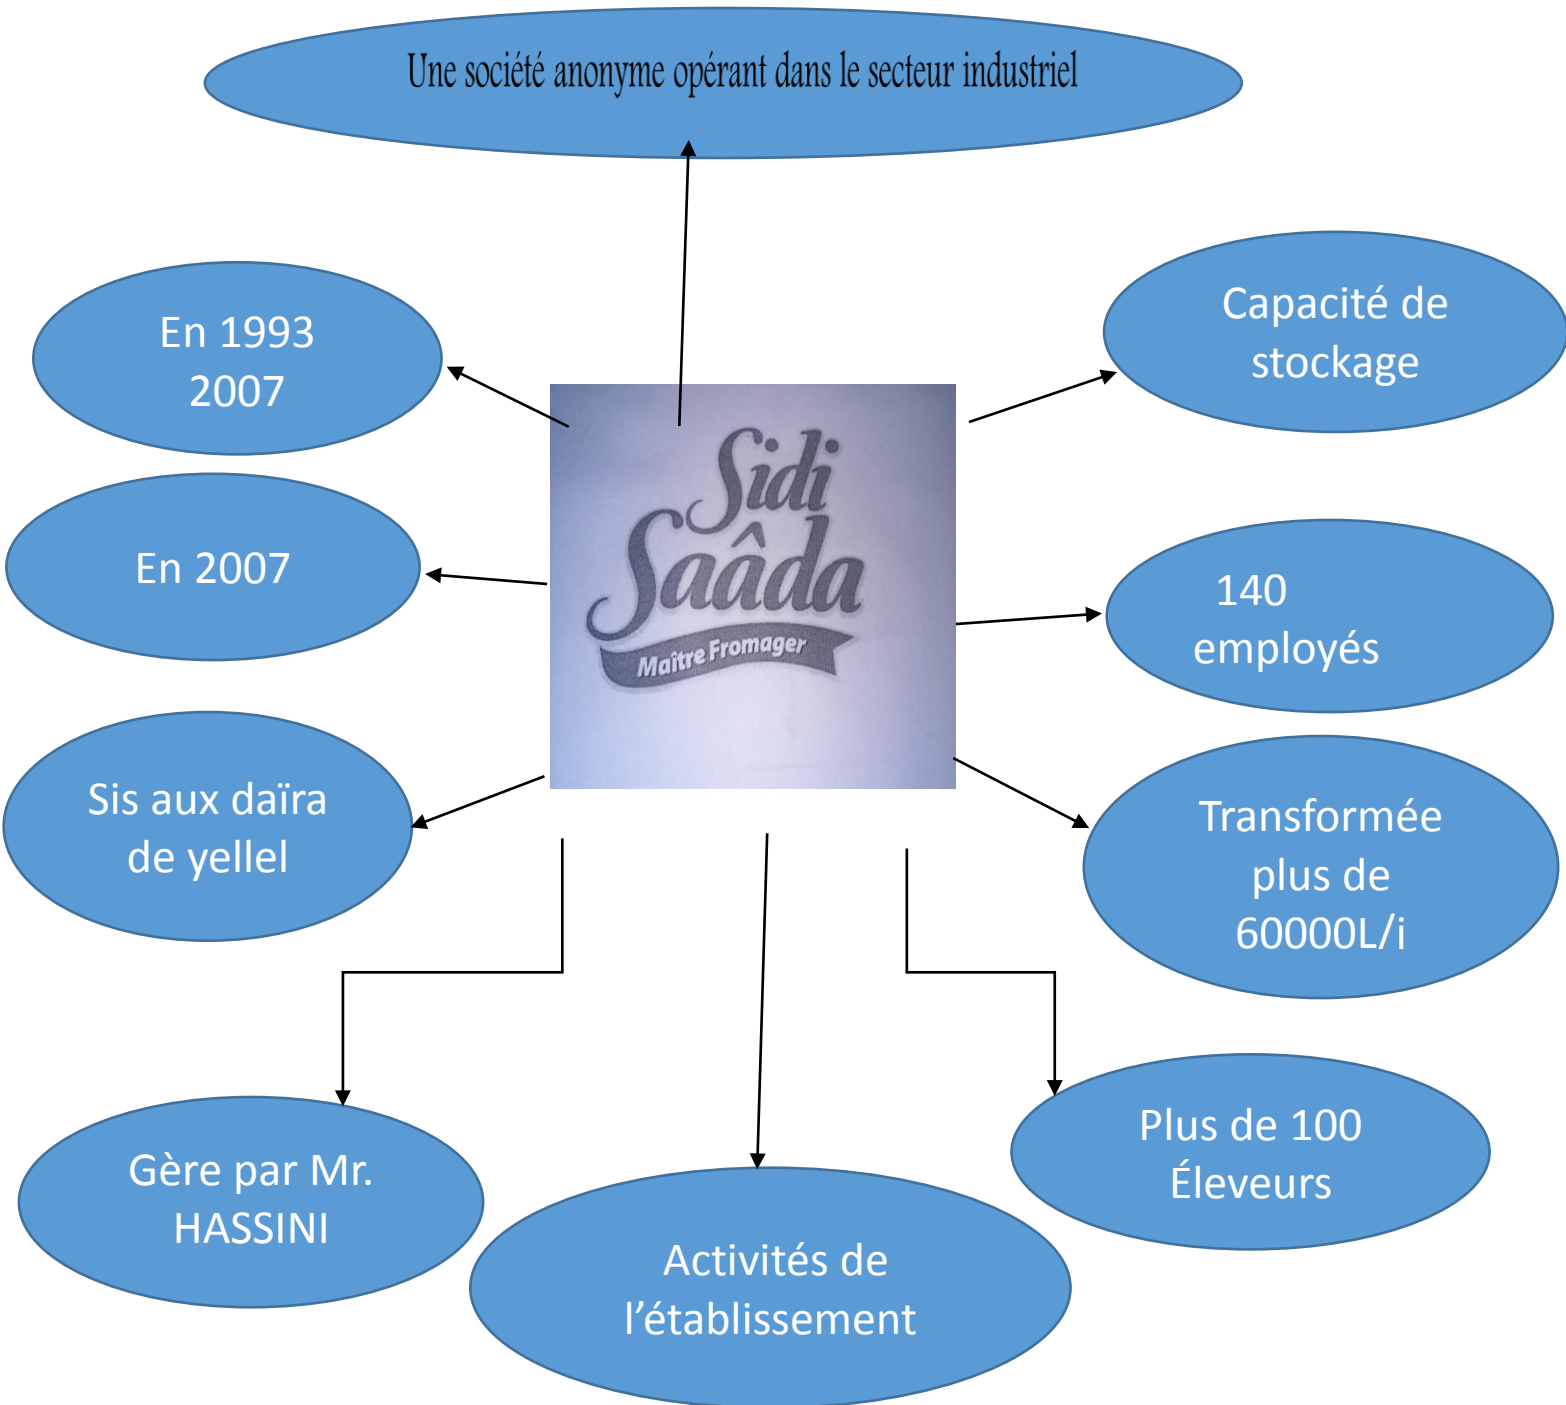 Une société anonyme opérant dans le secteur industriel
En 1993
2007
Capacité de
stockage
Sidi
Saâda
Maître Fromager
En 2007
140
employés
Sis aux daïra
de yellel
Transformée
plus de
60000L/i
Gère par Mr.
HASSINI
Activités de
l’établissement
Plus de 100
Éleveurs